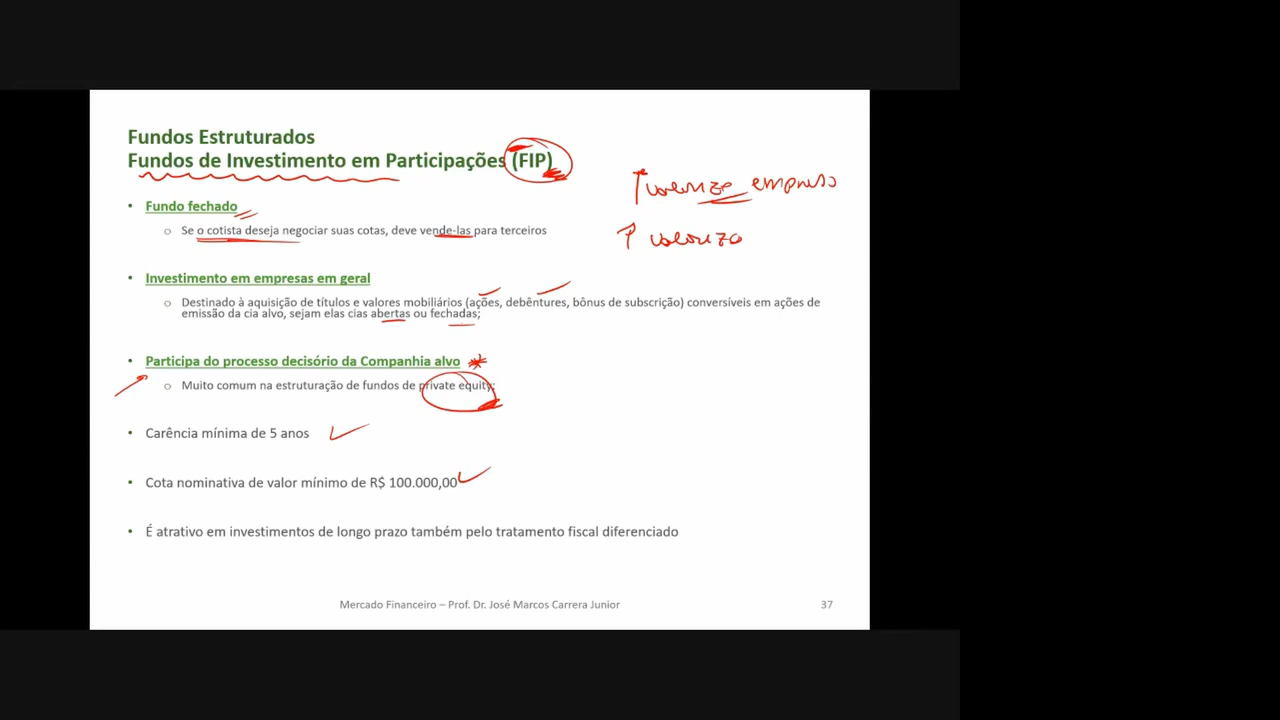 Fundos Estruturados
Fundos de Investimento em Participações (FIP)
valoriza empresa
• Fundo fechado
o Se o cotista deseja negociar suas cotas, deve vende-las para terceiros
valoriza
• Investimento em empresas em geral
o Destinado à aquisição de títulos e valores mobiliários (ações, debêntures, bônus de subscrição) conversíveis em ações de
emissão da cia alvo, sejam elas cias abertas ou fechadas;
• Participa do processo decisório da Companhia alvo *
o Muito comum na estruturação de fundos de private equity;
• Carência mínima de 5 anos
• Cota nominativa de valor mínimo de R$ 100.000,00
• É atrativo em investimentos de longo prazo também pelo tratamento fiscal diferenciado
Mercado Financeiro – Prof. Dr. José Marcos Carrera Junior
37